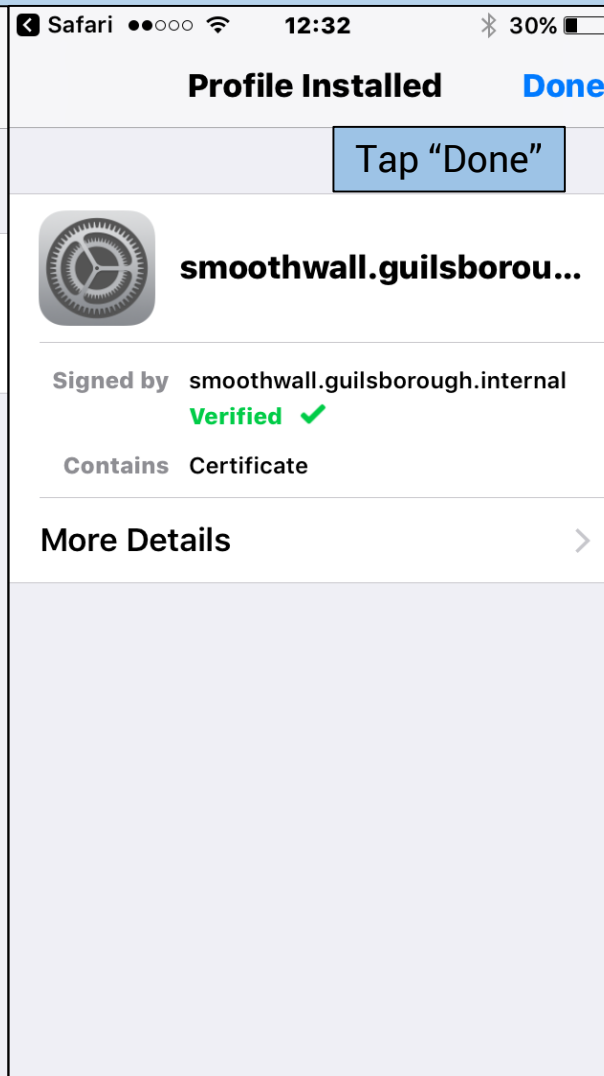 Safari 12:32 30%
Profile Installed Done
Tap “Done”
smoothwall.guilsborou...
Signed by smoothwall.guilsborough.internal
Verified
Contains Certificate
More Details